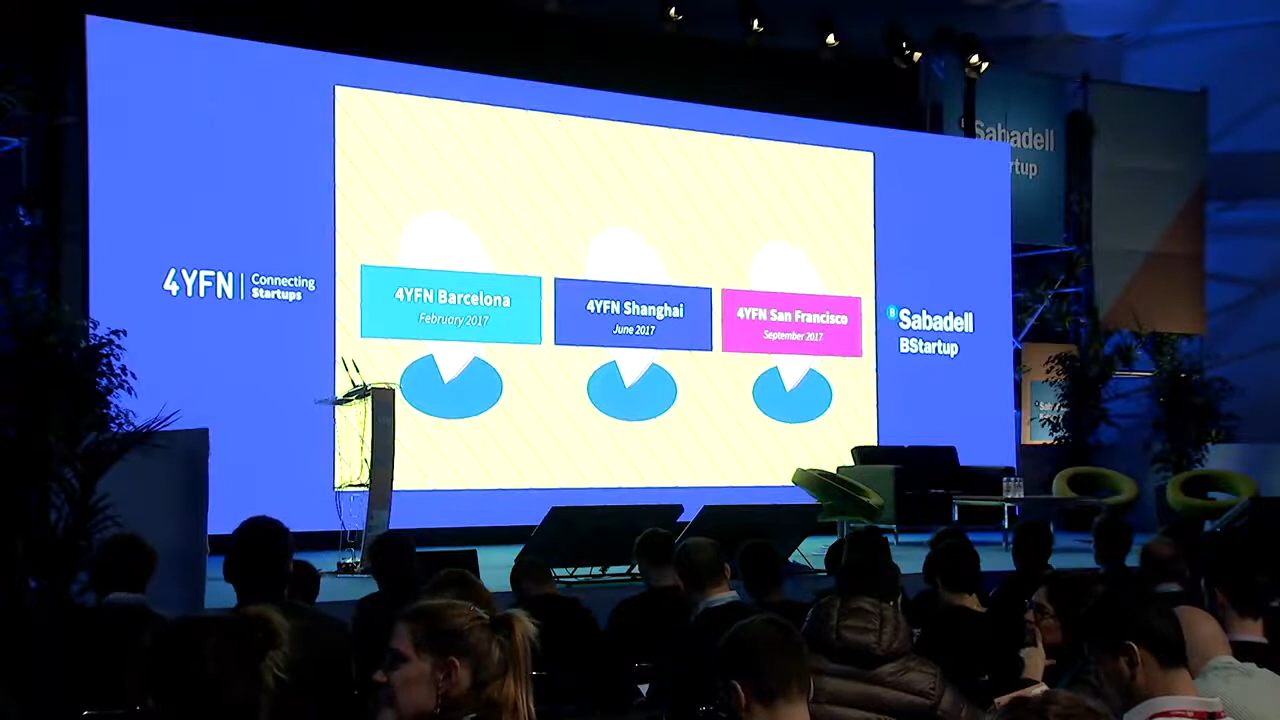 Sabadell
4YFN Connecting
Startups
4YFN Barcelona
February 2017
4YFN Shanghai
June 2017
4YFN San Francisco
September 2017
B Sabadell
BStartup